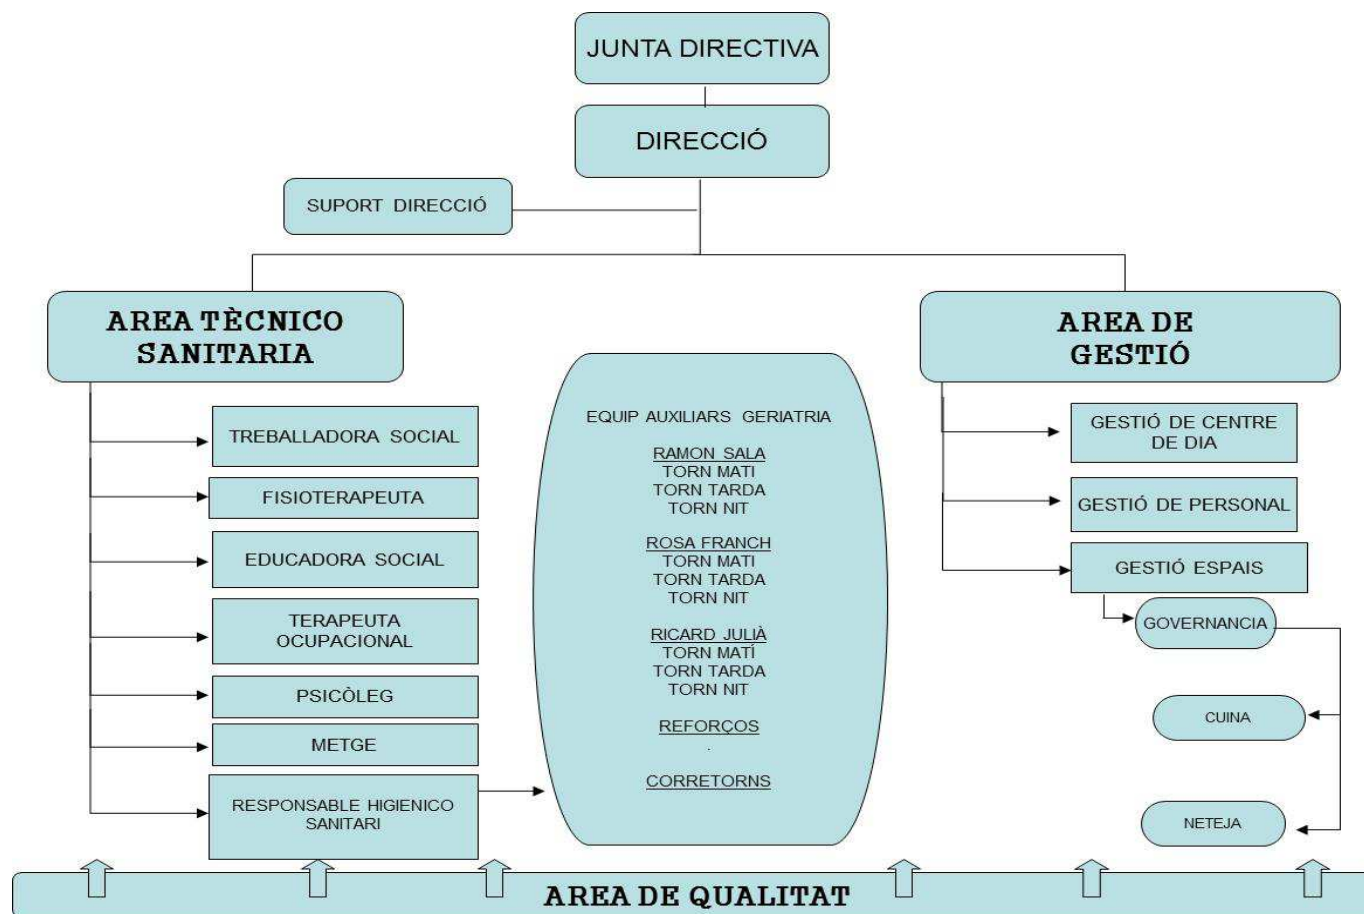 JUNTA DIRECTIVA
DIRECCIÓ
SUPORT DIRECCIÓ
AREA TÈCNICO
SANITARIA
TREBALLADORA SOCIAL
FISIOTERAPEUTA
EDUCADORA SOCIAL
TERAPEUTA
OCUPACIONAL
PSICÒLEG
METGE
RESPONSABLE HIGIENICO
SANITARI
EQUIP AUXILIARS GERIATRIA
RAMON SALA
TORN MATI
TORN TARDA
TORN NIT
ROSA FRANCH
TORN MATI
TORN TARDA
TORN NIT
RICARD JULIÀ
TORN MATÍ
TORN TARDA
TORN NIT
REFORÇOS
.
CORRETORNS
AREA DE
GESTIÓ
GESTIÓ DE CENTRE
DE DIA
GESTIÓ DE PERSONAL
GESTIÓ ESPAIS
GOVERNANCIA
CUINA
NETEJA
AREA DE QUALITAT